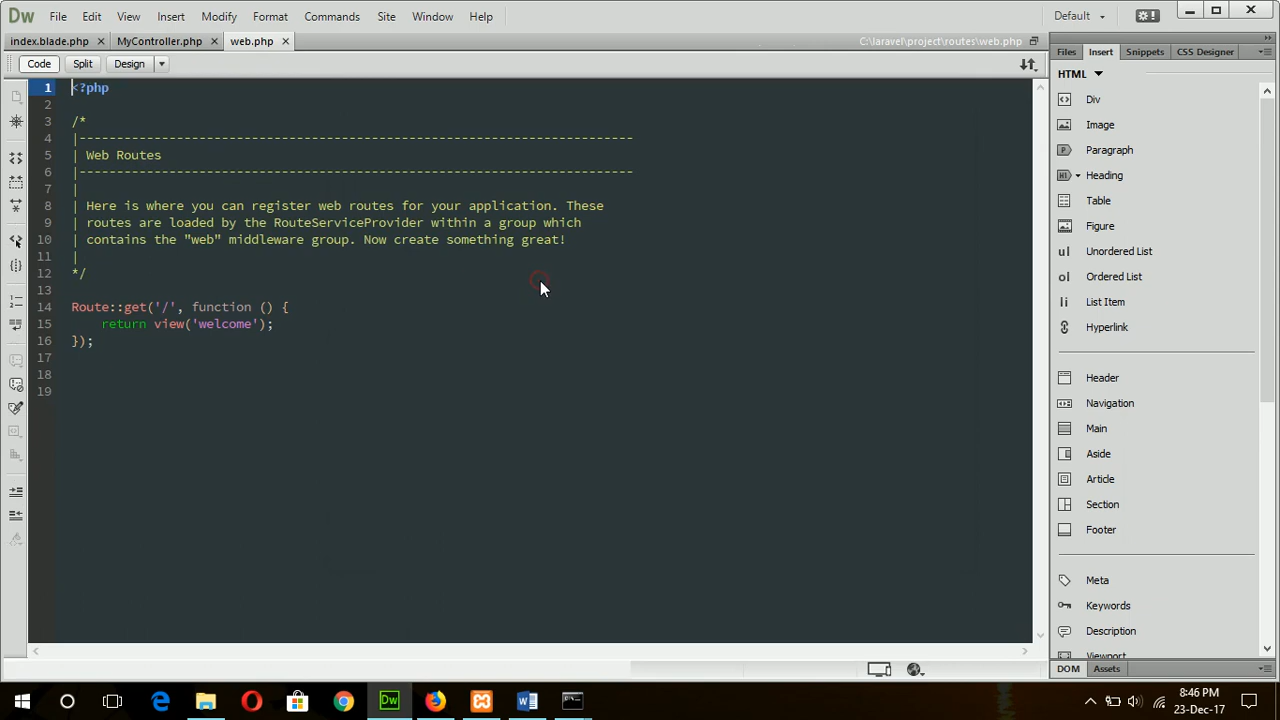 Dw File Edit View Insert Modify Format Commands Site Window Help Default
index.blade.php MyController.php web.php C:\laravel\project\routes\web.php
Files Insert Snippets CSS Designer
Code Split Design
HTML
1 <?php
2
3 /*
4 |--------------------------------------------------------------------------
5 | Web Routes
6 |--------------------------------------------------------------------------
7 |
8 | Here is where you can register web routes for your application. These
9 | routes are loaded by the RouteServiceProvider within a group which
10 | contains the "web" middleware group. Now create something great!
11 |
12 */
13
14 Route::get('/', function () {
15 return view('welcome');
16 });
17
18
19
Div
Image
Paragraph
Heading
Table
Figure
ul Unordered List
ol Ordered List
li List Item
Hyperlink
Header
Navigation
Main
Aside
Article
Section
Footer
Meta
Keywords
Description
Viewport
DOM Assets
Dw
8:46 PM
23-Dec-17